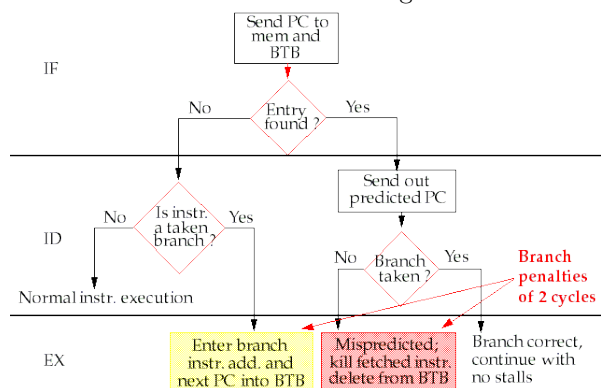 Send PC to
mem and
BTB
IF
No
Entry
found ?
Yes
Send out
predicted PC
Is instr.
a taken
branch ?
No
Yes
ID
No
Branch
taken ?
Yes
Branch
penalties
of 2 cycles
Normal instr. execution
EX
Enter branch
instr. add. and
next PC into BTB
Mispredicted;
kill fetched instr.
delete from BTB
Branch correct,
continue with
no stalls